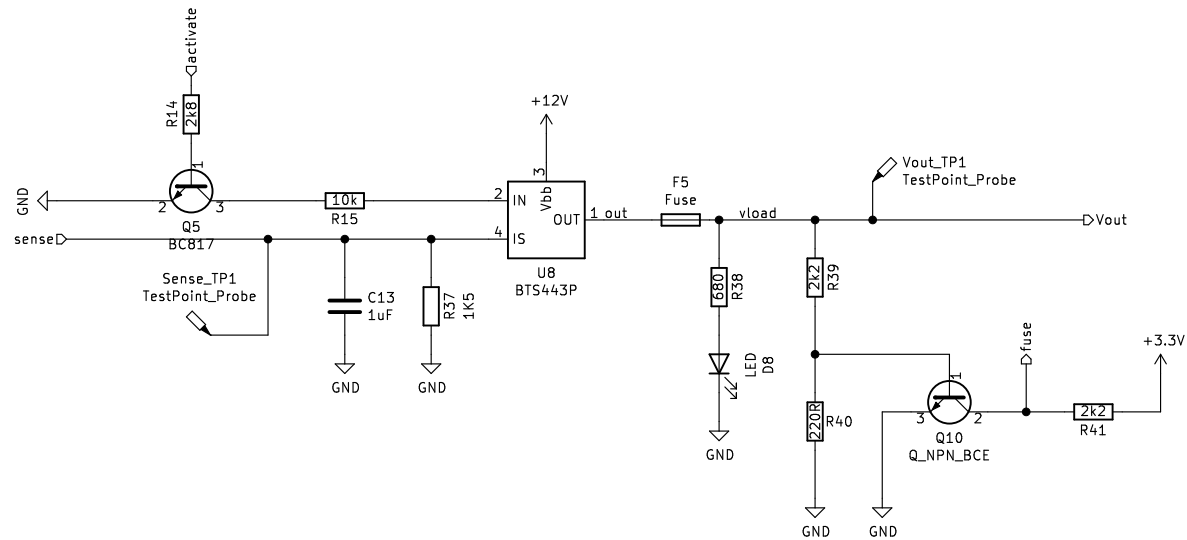 activate
R14
2k8
1
GND
2
3
Q5
BC817
10k
R15
sense
Sense_TP1
TestPoint_Probe
C13
1uF
R37
1K5
GND
GND
+12V
3
Vbb
2
IN
4
IS
OUT
1
out
U8
BTS443P
F5
Fuse
vload
Vout_TP1
TestPoint_Probe
Vout
680
R38
LED
D8
GND
2k2
R39
220R
R40
GND
1
3
2
Q10
Q_NPN_BCE
GND
fuse
2k2
R41
+3.3V